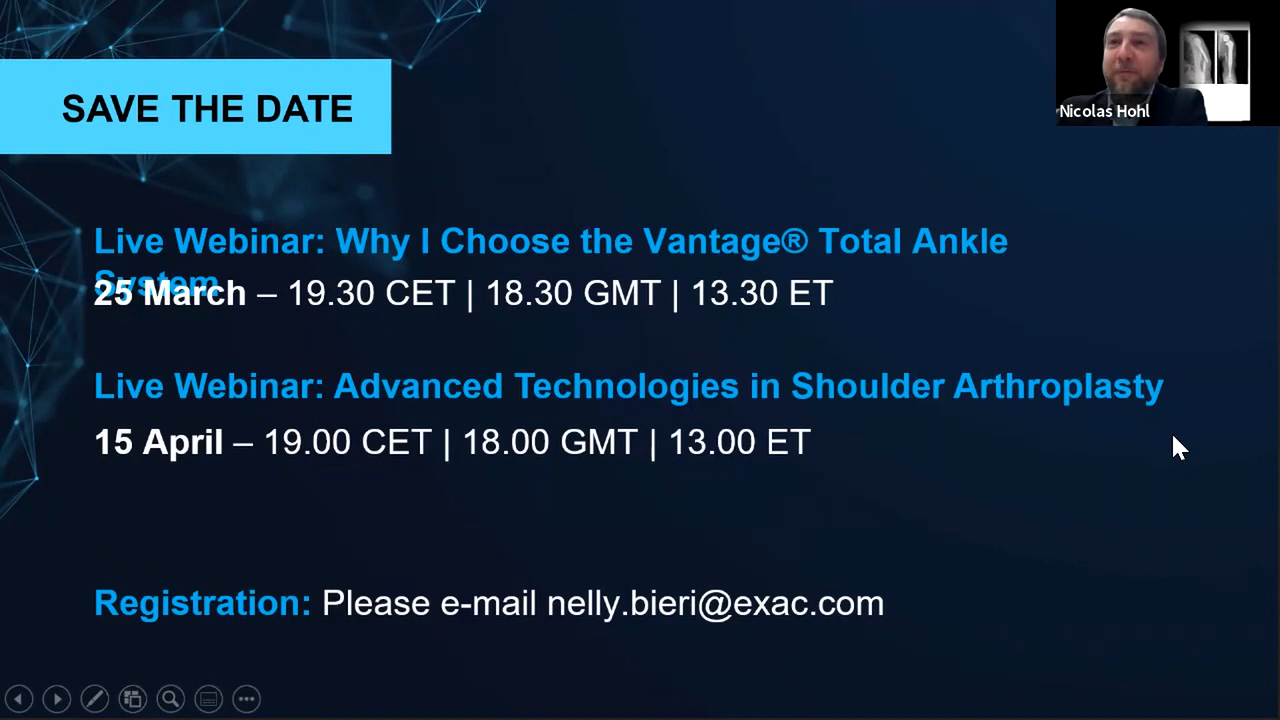 SAVE THE DATE
Nicolas Hohl
Live Webinar: Why I Choose the Vantage® Total Ankle
System
25 March – 19.30 CET | 18.30 GMT | 13.30 ET
Live Webinar: Advanced Technologies in Shoulder Arthroplasty
15 April – 19.00 CET | 18.00 GMT | 13.00 ET
Registration: Please e-mail nelly.bieri@exac.com